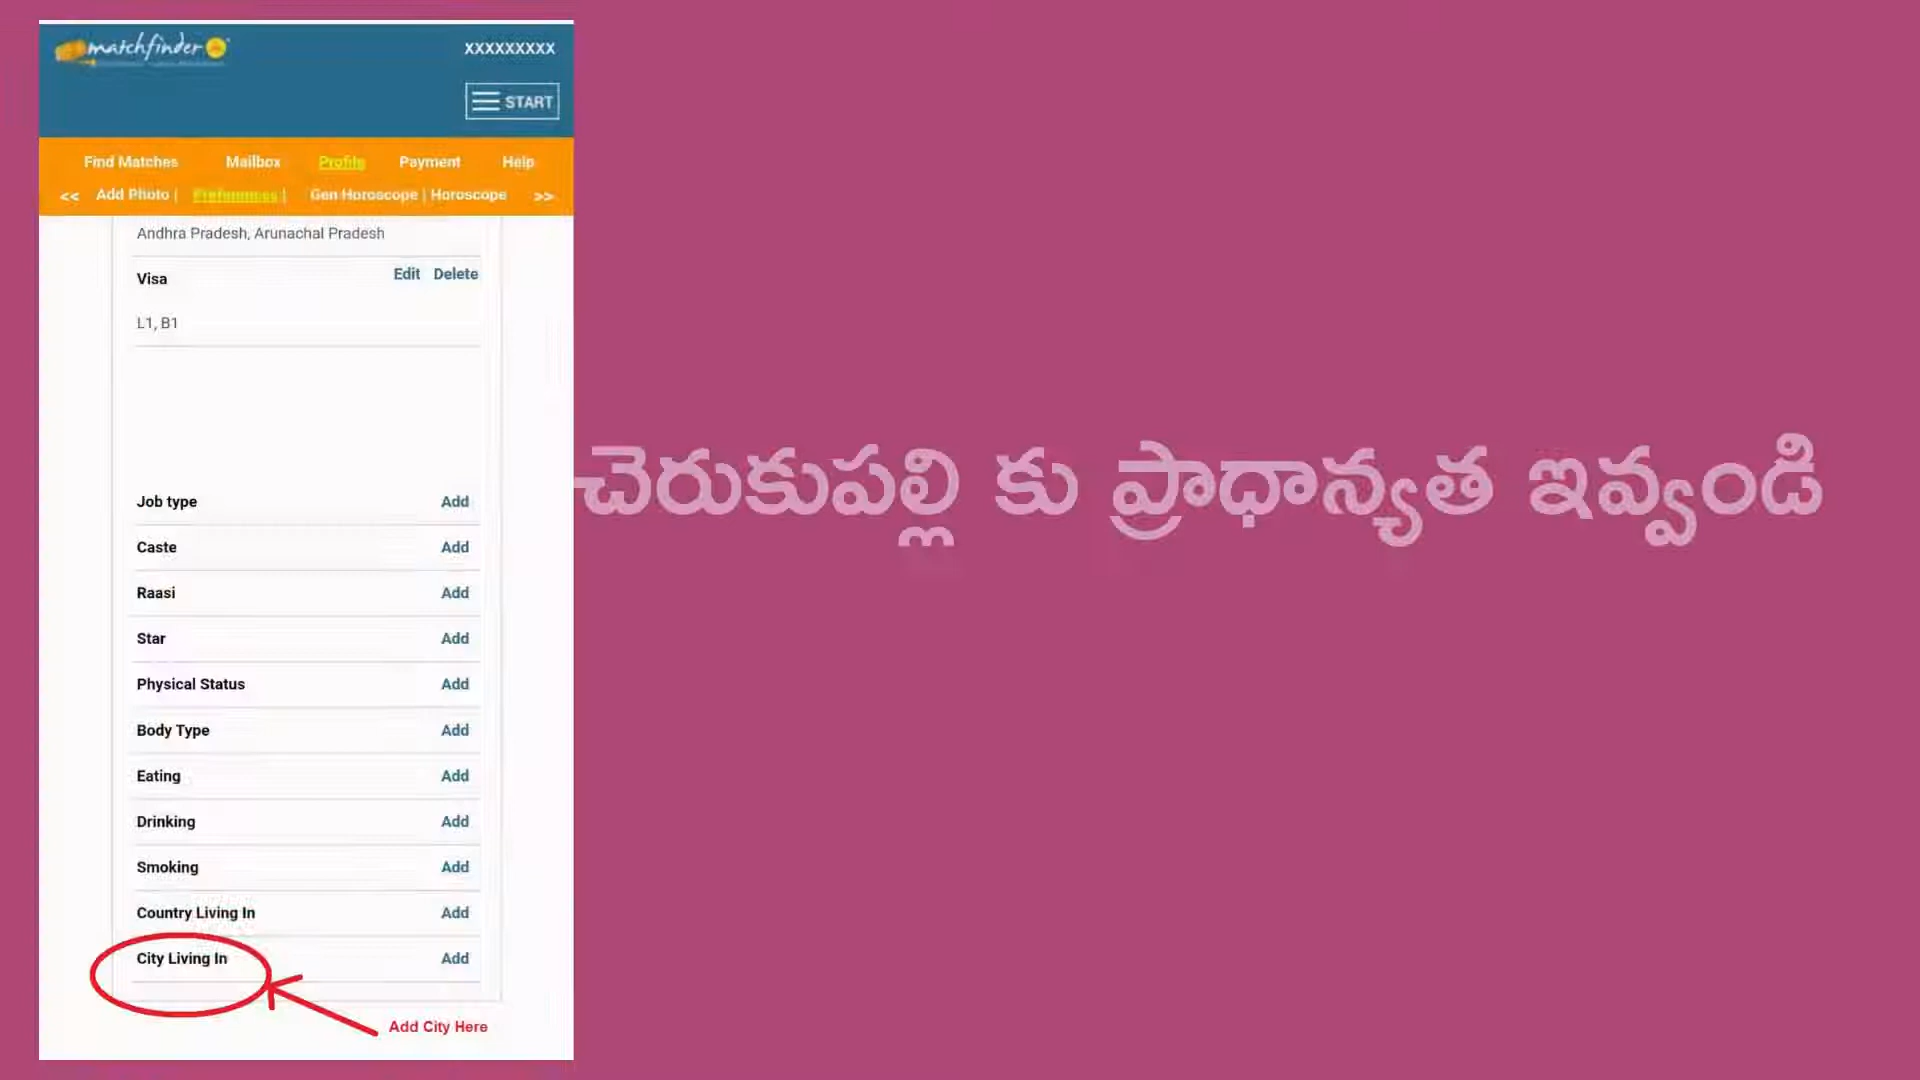 matchfinder
XXXXXXXXX
START
Find Matches Mailbox Profile Payment Help
<< Add Photo | Preferences | Gen Horoscope | Horoscope >>
Andhra Pradesh, Arunachal Pradesh
Visa Edit Delete
L1, B1
చెరుకుపల్లి కు ప్రాధాన్యత ఇవ్వండి
Job type Add
Caste Add
Raasi Add
Star Add
Physical Status Add
Body Type Add
Eating Add
Drinking Add
Smoking Add
Country Living In Add
City Living In Add
Add City Here